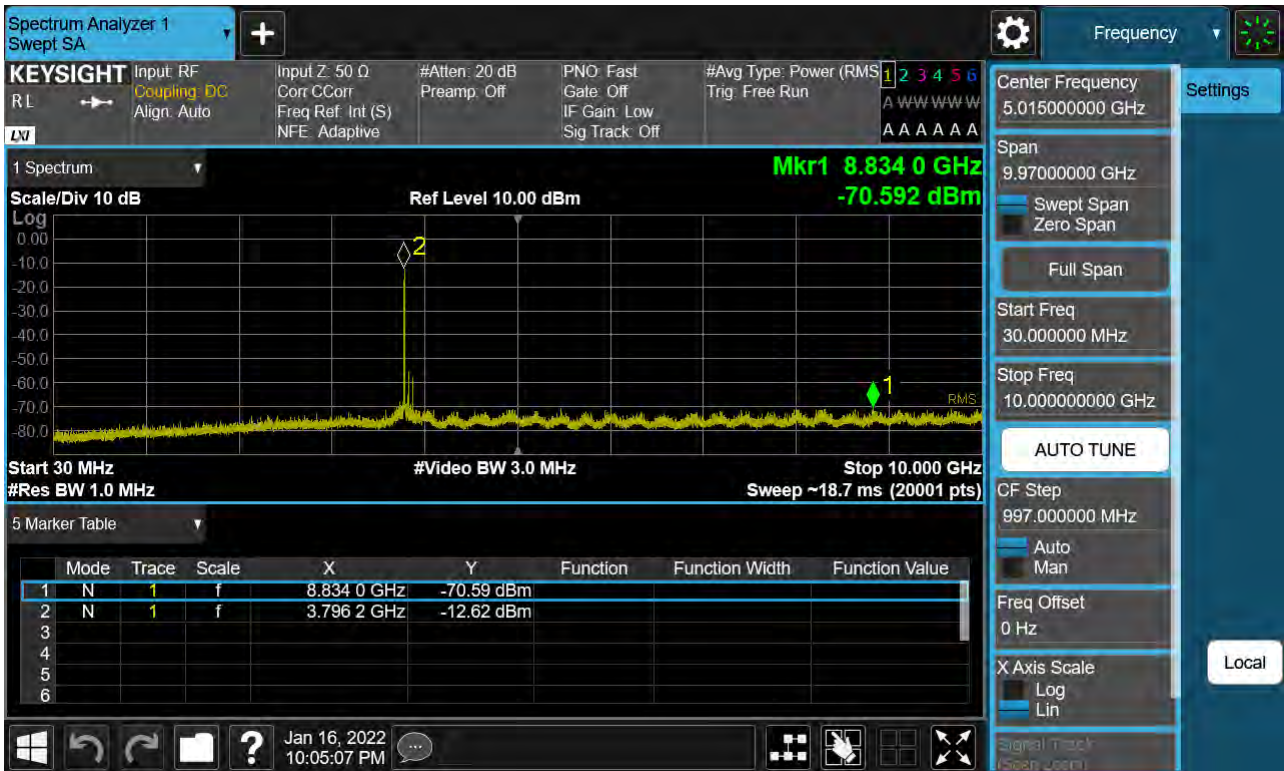 Spectrum Analyzer 1
Swept SA
+
Frequency
KEYSIGHT
RL
LXI
Input: RF
Coupling: DC
Align: Auto
Input Z: 50 Ω
Corr CCorr
Freq Ref: Int (S)
NFE: Adaptive
#Atten: 20 dB
Preamp: Off
PNO: Fast
Gate: Off
IF Gain: Low
Sig Track: Off
#Avg Type: Power (RMS
Trig: Free Run
1 2 3 4 5 6
A W W W W W
A A A A A A
1 Spectrum
Scale/Div 10 dB
Ref Level 10.00 dBm
Mkr1 8.834 0 GHz
-70.592 dBm
Log
0.00
-10.0
-20.0
-30.0
-40.0
-50.0
-60.0
-70.0
-80.0
2
1
RMS
Start 30 MHz
#Video BW 3.0 MHz
Stop 10.000 GHz
#Res BW 1.0 MHz
Sweep ~18.7 ms (20001 pts)
5 Marker Table
Mode Trace Scale X Y Function Function Width Function Value
1 N 1 f 8.834 0 GHz -70.59 dBm
2 N 1 f 3.796 2 GHz -12.62 dBm
3
4
5
6
?
Jan 16, 2022
10:05:07 PM
Center Frequency
5.015000000 GHz
Settings
Span
9.97000000 GHz
Swept Span
Zero Span
Full Span
Start Freq
30.000000 MHz
Stop Freq
10.000000000 GHz
AUTO TUNE
CF Step
997.000000 MHz
Auto
Man
Freq Offset
0 Hz
X Axis Scale
Log
Lin
Local
Signal Track
(Span Zoom)